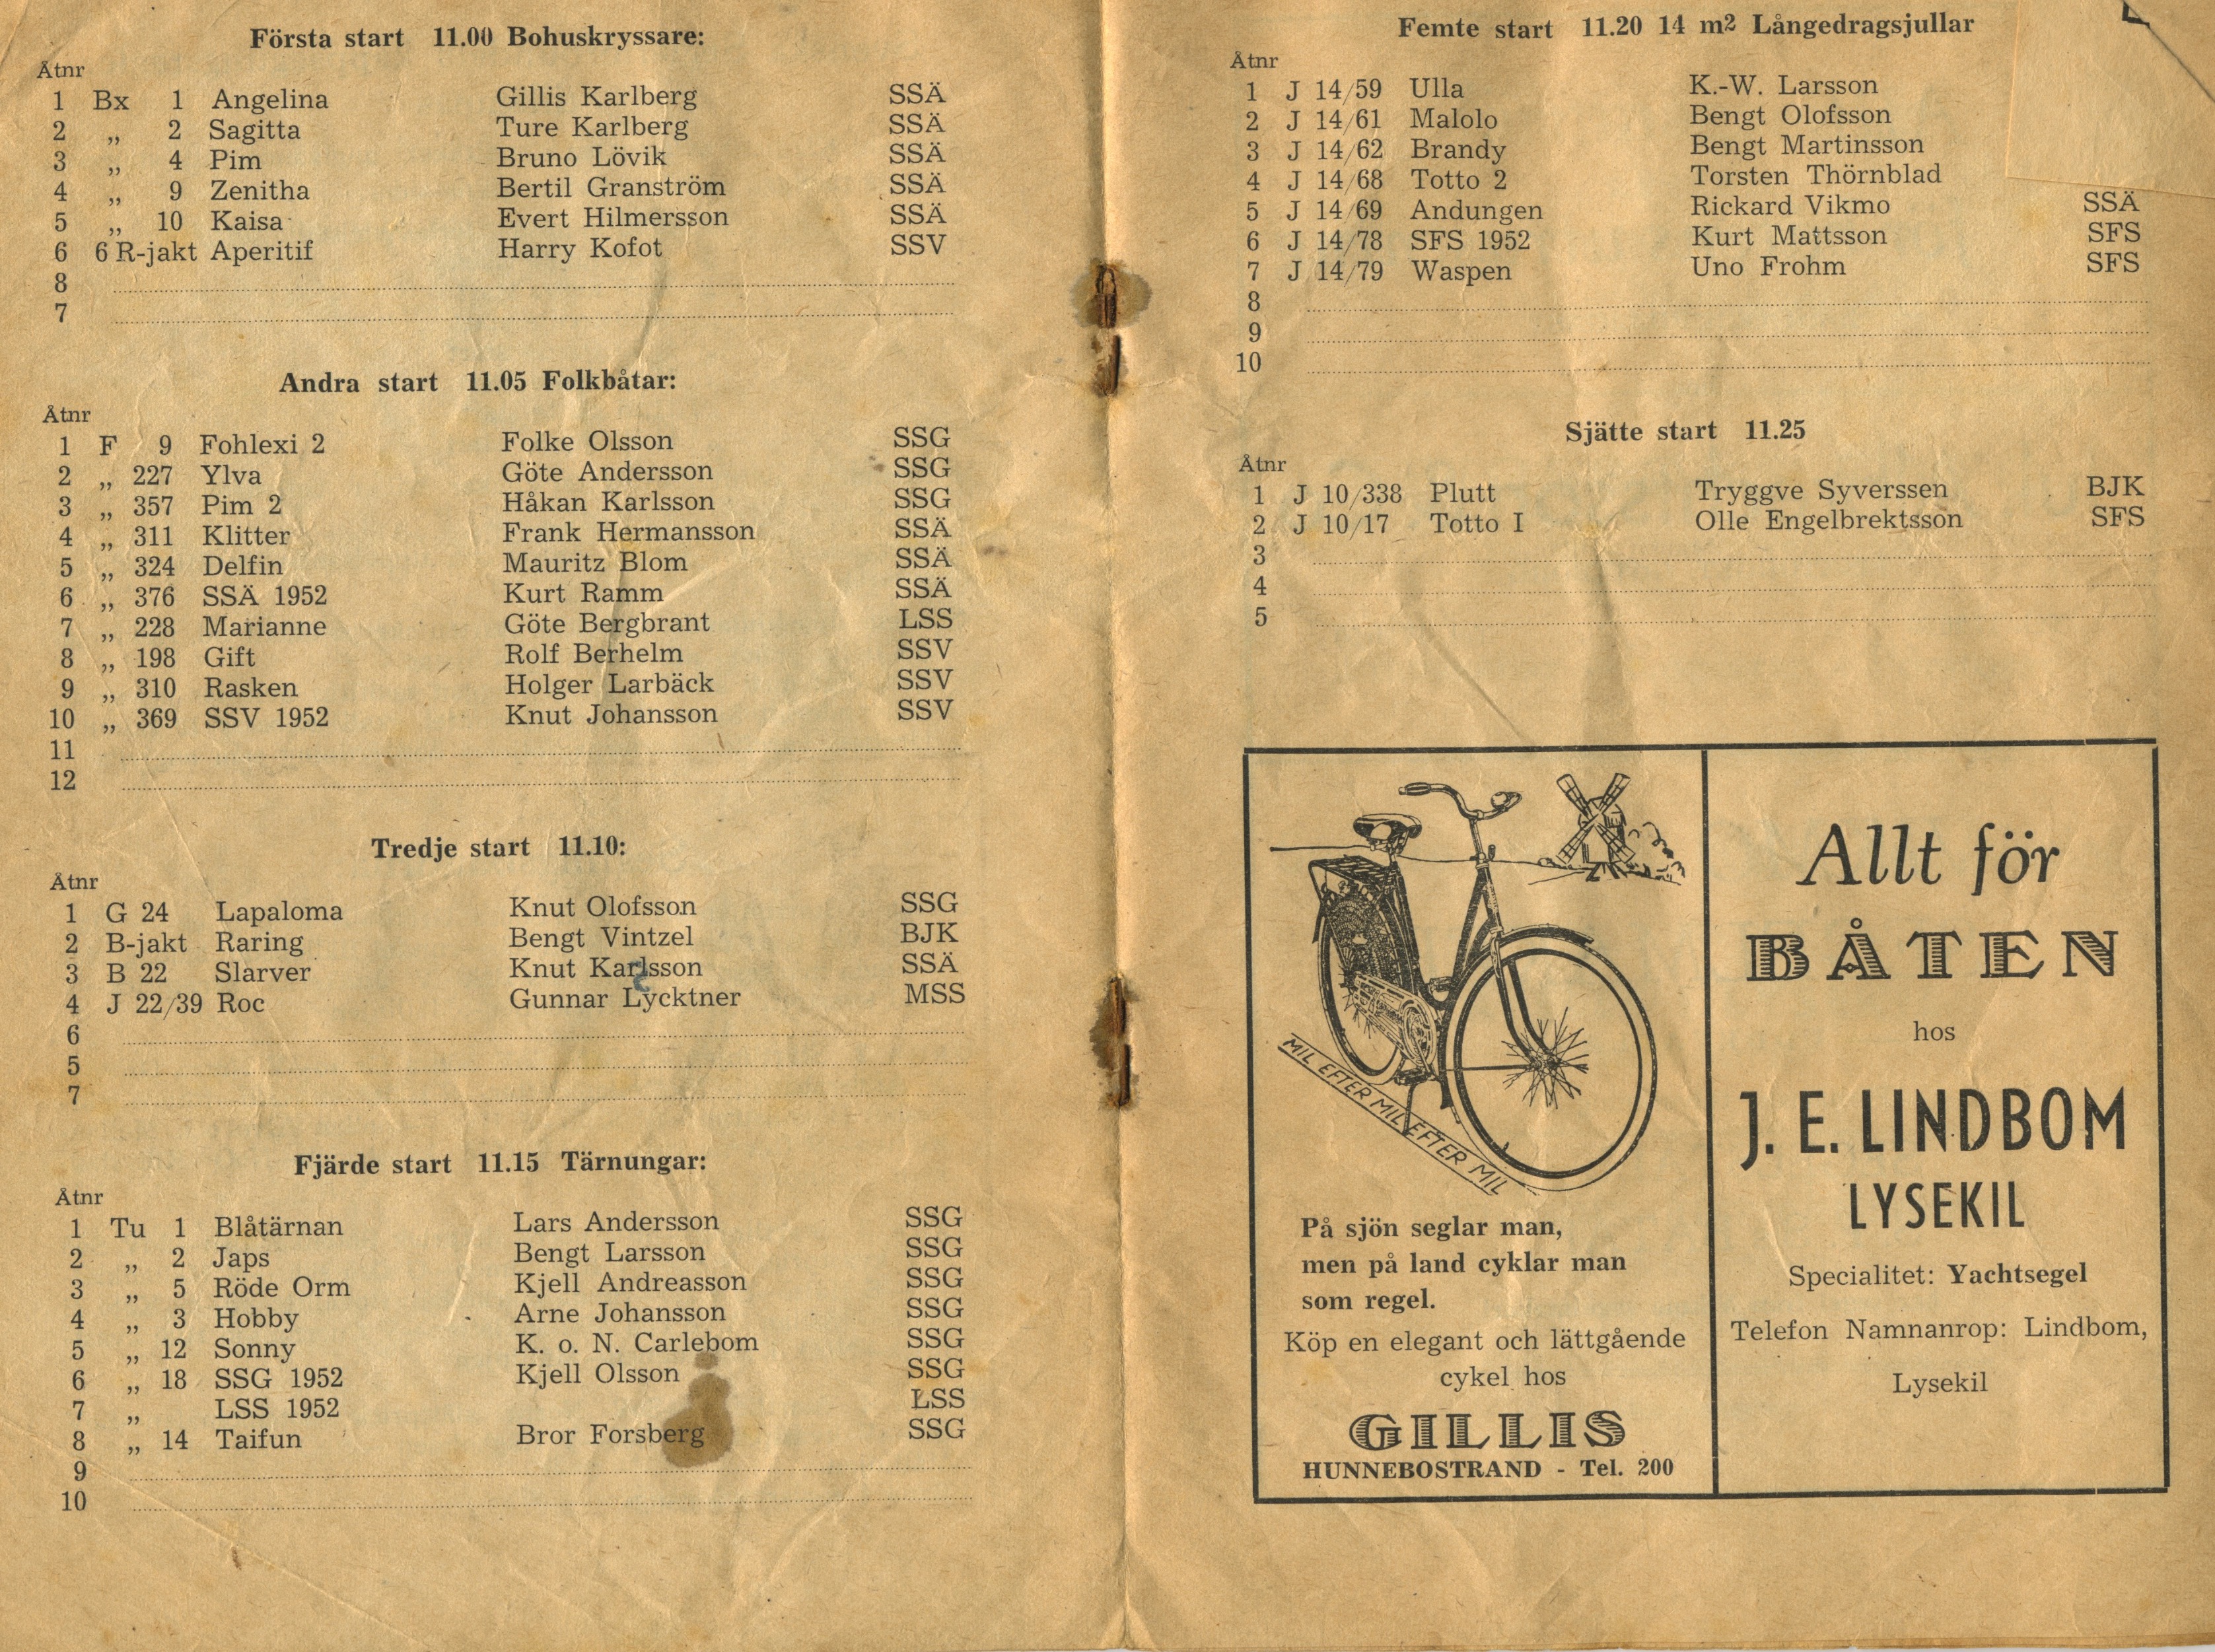 Första start 11.00 Bohuskryssare:
Åtnr
1 Bx 1 Angelina Gillis Karlberg SSÄ
2 „ 2 Sagitta Ture Karlberg SSÄ
3 „ 4 Pim Bruno Lövik SSÄ
4 „ 9 Zenitha Bertil Granström SSÄ
5 „ 10 Kaisa Evert Hilmersson SSÄ
6 6 R-jakt Aperitif Harry Kofot SSV
8
7
Andra start 11.05 Folkbåtar:
Åtnr
1 F 9 Fohlexi 2 Folke Olsson SSG
2 „ 227 Ylva Göte Andersson SSG
3 „ 357 Pim 2 Håkan Karlsson SSG
4 „ 311 Klitter Frank Hermansson SSÄ
5 „ 324 Delfin Mauritz Blom SSÄ
6 „ 376 SSÄ 1952 Kurt Ramm SSÄ
7 „ 228 Marianne Göte Bergbrant LSS
8 „ 198 Gift Rolf Berhelm SSV
9 „ 310 Rasken Holger Larbäck SSV
10 „ 369 SSV 1952 Knut Johansson SSV
11
12
Tredje start 11.10:
Åtnr
1 G 24 Lapaloma Knut Olofsson SSG
2 B-jakt Raring Bengt Vintzel BJK
3 B 22 Slarver Knut Karlsson SSÄ
4 J 22/39 Roc Gunnar Lycktner MSS
6
5
7
Fjärde start 11.15 Tärnungar:
Åtnr
1 Tu 1 Blåtärnan Lars Andersson SSG
2 „ 2 Japs Bengt Larsson SSG
3 „ 5 Röde Orm Kjell Andreasson SSG
4 „ 3 Hobby Arne Johansson SSG
5 „ 12 Sonny K. o. N. Carlebom SSG
6 „ 18 SSG 1952 Kjell Olsson SSG
7 „ LSS 1952 LSS
8 „ 14 Taifun Bror Forsberg SSG
9
10
Femte start 11.20 14 m2 Långedragsjullar
Åtnr
1 J 14/59 Ulla K.-W. Larsson
2 J 14/61 Malolo Bengt Olofsson
3 J 14/62 Brandy Bengt Martinsson
4 J 14/68 Totto 2 Torsten Thörnblad
5 J 14/69 Andungen Rickard Vikmo SSÄ
6 J 14/78 SFS 1952 Kurt Mattsson SFS
7 J 14/79 Waspen Uno Frohm SFS
8
9
10
Sjätte start 11.25
Åtnr
1 J 10/338 Plutt Tryggve Syverssen BJK
2 J 10/17 Totto I Olle Engelbrektsson SFS
3
4
5
MIL EFTER MIL EFTER MIL
På sjön seglar man,
men på land cyklar man
som regel.
Köp en elegant och lättgående
cykel hos
GILLIS
HUNNEBOSTRAND - Tel. 200
Allt för
BÅTEN
hos
J. E. LINDBOM
LYSEKIL
Specialitet: Yachtsegel
Telefon Namnanrop: Lindbom,
Lysekil